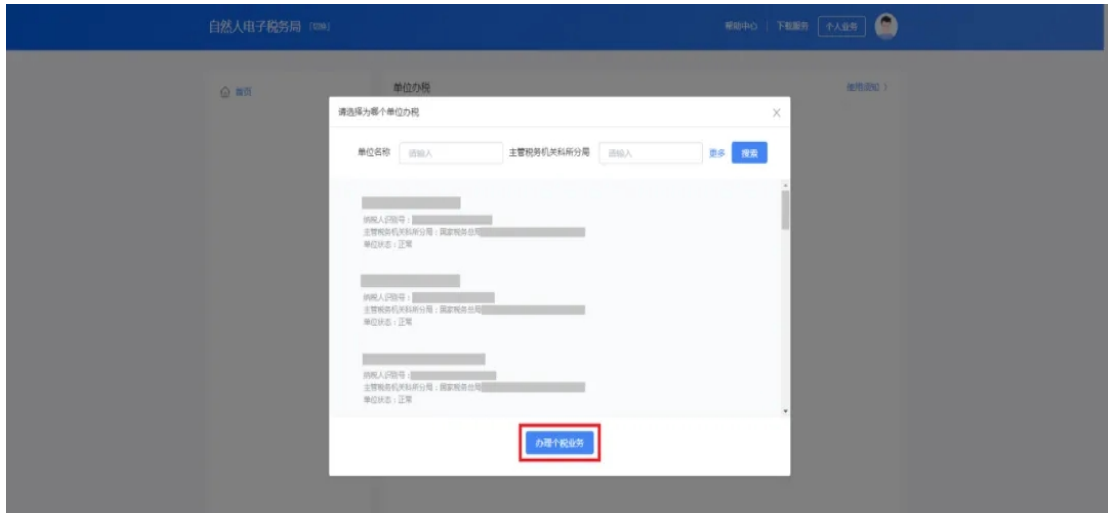 自然人电子税务局
帮助中心 | 下载服务 个人业务
首页
单位办税
请选择为哪个单位办税
单位名称 请输入 主管税务机关科所分局 请输入 更多 搜索
纳税人识别号：
主管税务机关科所分局：国家税务总局
单位状态：正常
纳税人识别号：
主管税务机关科所分局：国家税务总局
单位状态：正常
纳税人识别号：
主管税务机关科所分局：国家税务总局
单位状态：正常
办理个税业务